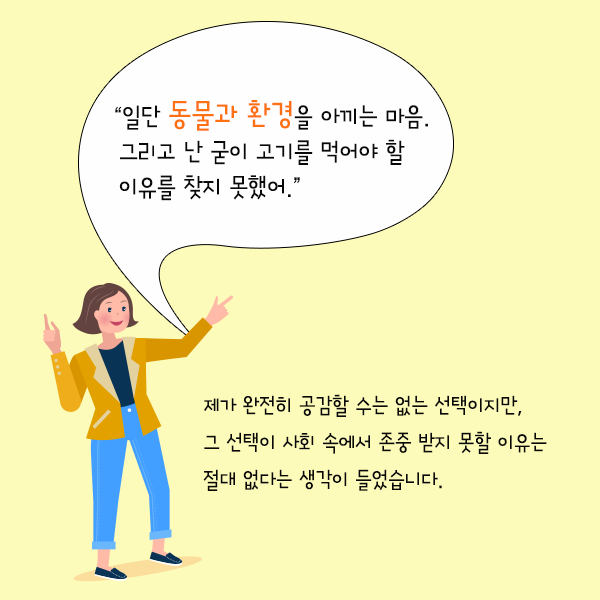 “일단 동물과 환경을 아끼는 마음.
그리고 난 굳이 고기를 먹어야 할
이유를 찾지 못했어.”
제가 완전히 공감할 수는 없는 선택이지만,
그 선택이 사회 속에서 존중 받지 못할 이유는
절대 없다는 생각이 들었습니다.